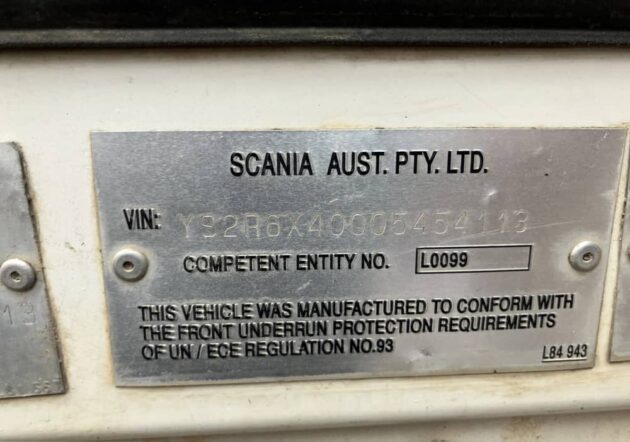 SCANIA AUST. PTY. LTD.
VIN: YS2R6X40005454113
COMPETENT ENTITY NO. L0099
THIS VEHICLE WAS MANUFACTURED TO CONFORM WITH
THE FRONT UNDERRUN PROTECTION REQUIREMENTS
OF UN / ECE REGULATION NO.93
L84 943